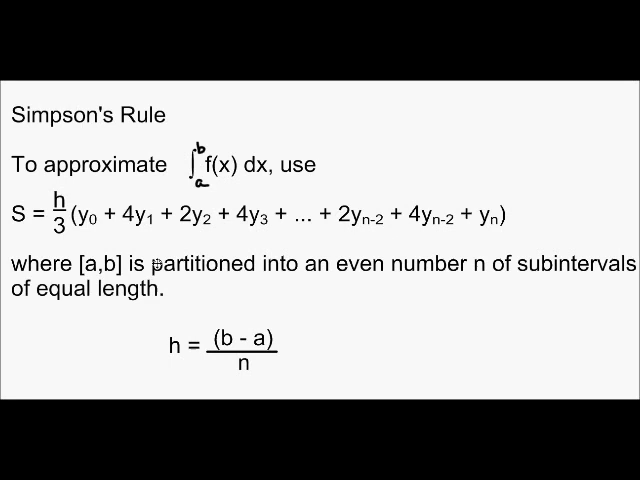 Simpson's Rule
To approximate ∫ₐᵇ f(x) dx, use
S = h/3 (y₀ + 4y₁ + 2y₂ + 4y₃ + ... + 2yₙ₋₂ + 4yₙ₋₂ + yₙ)
where [a,b] is partitioned into an even number n of subintervals
of equal length.
h = (b - a)/n